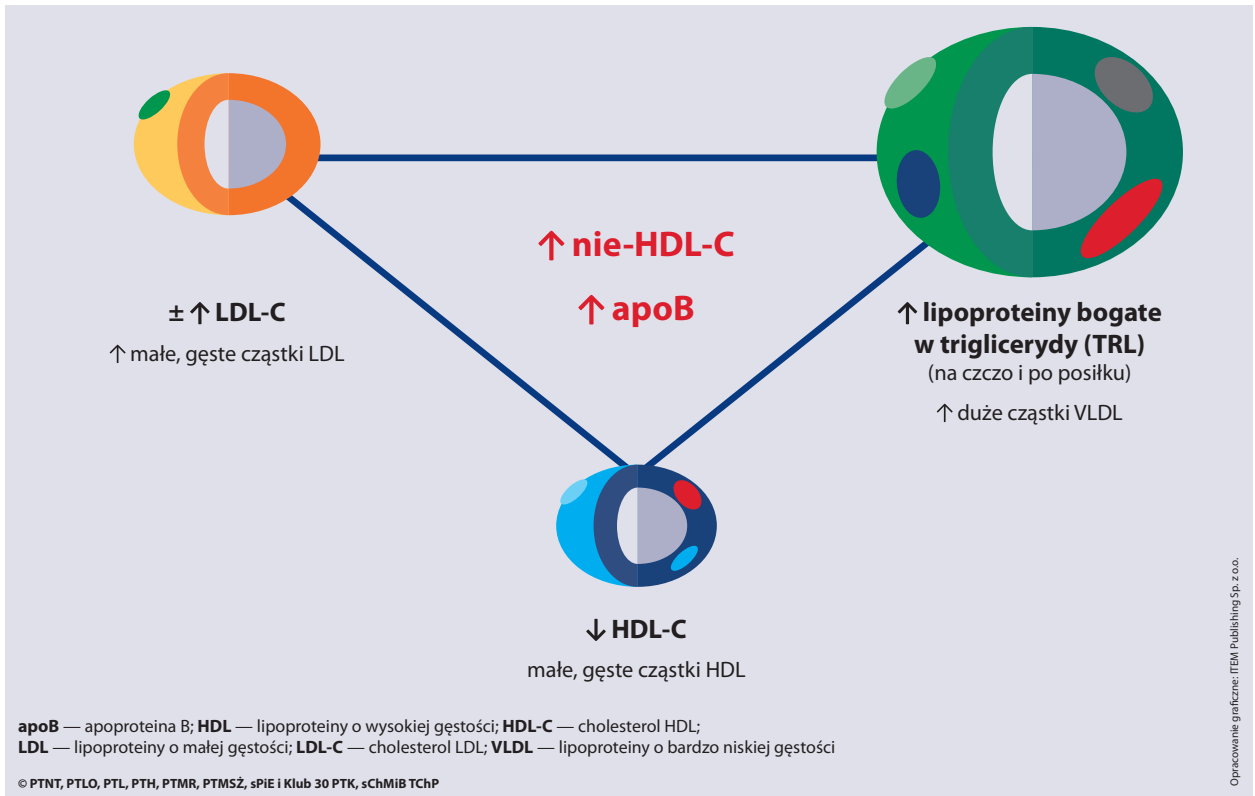 ↑ nie-HDL-C
↑ apoB
± ↑ LDL-C
↑ małe, gęste cząstki LDL
↑ lipoproteiny bogate
w triglicerydy (TRL)
(na czczo i po posiłku)
↑ duże cząstki VLDL
↓ HDL-C
małe, gęste cząstki HDL
apoB — apoproteina B; HDL — lipoproteiny o wysokiej gęstości; HDL-C — cholesterol HDL;
LDL — lipoproteiny o małej gęstości; LDL-C — cholesterol LDL; VLDL — lipoproteiny o bardzo niskiej gęstości
© PTNT, PTLO, PTL, PTH, PTMR, PTMSŻ, sPiE i Klub 30 PTK, sChMiB TChP
Opracowanie graficzne: ITEM Publishing Sp. z o.o.